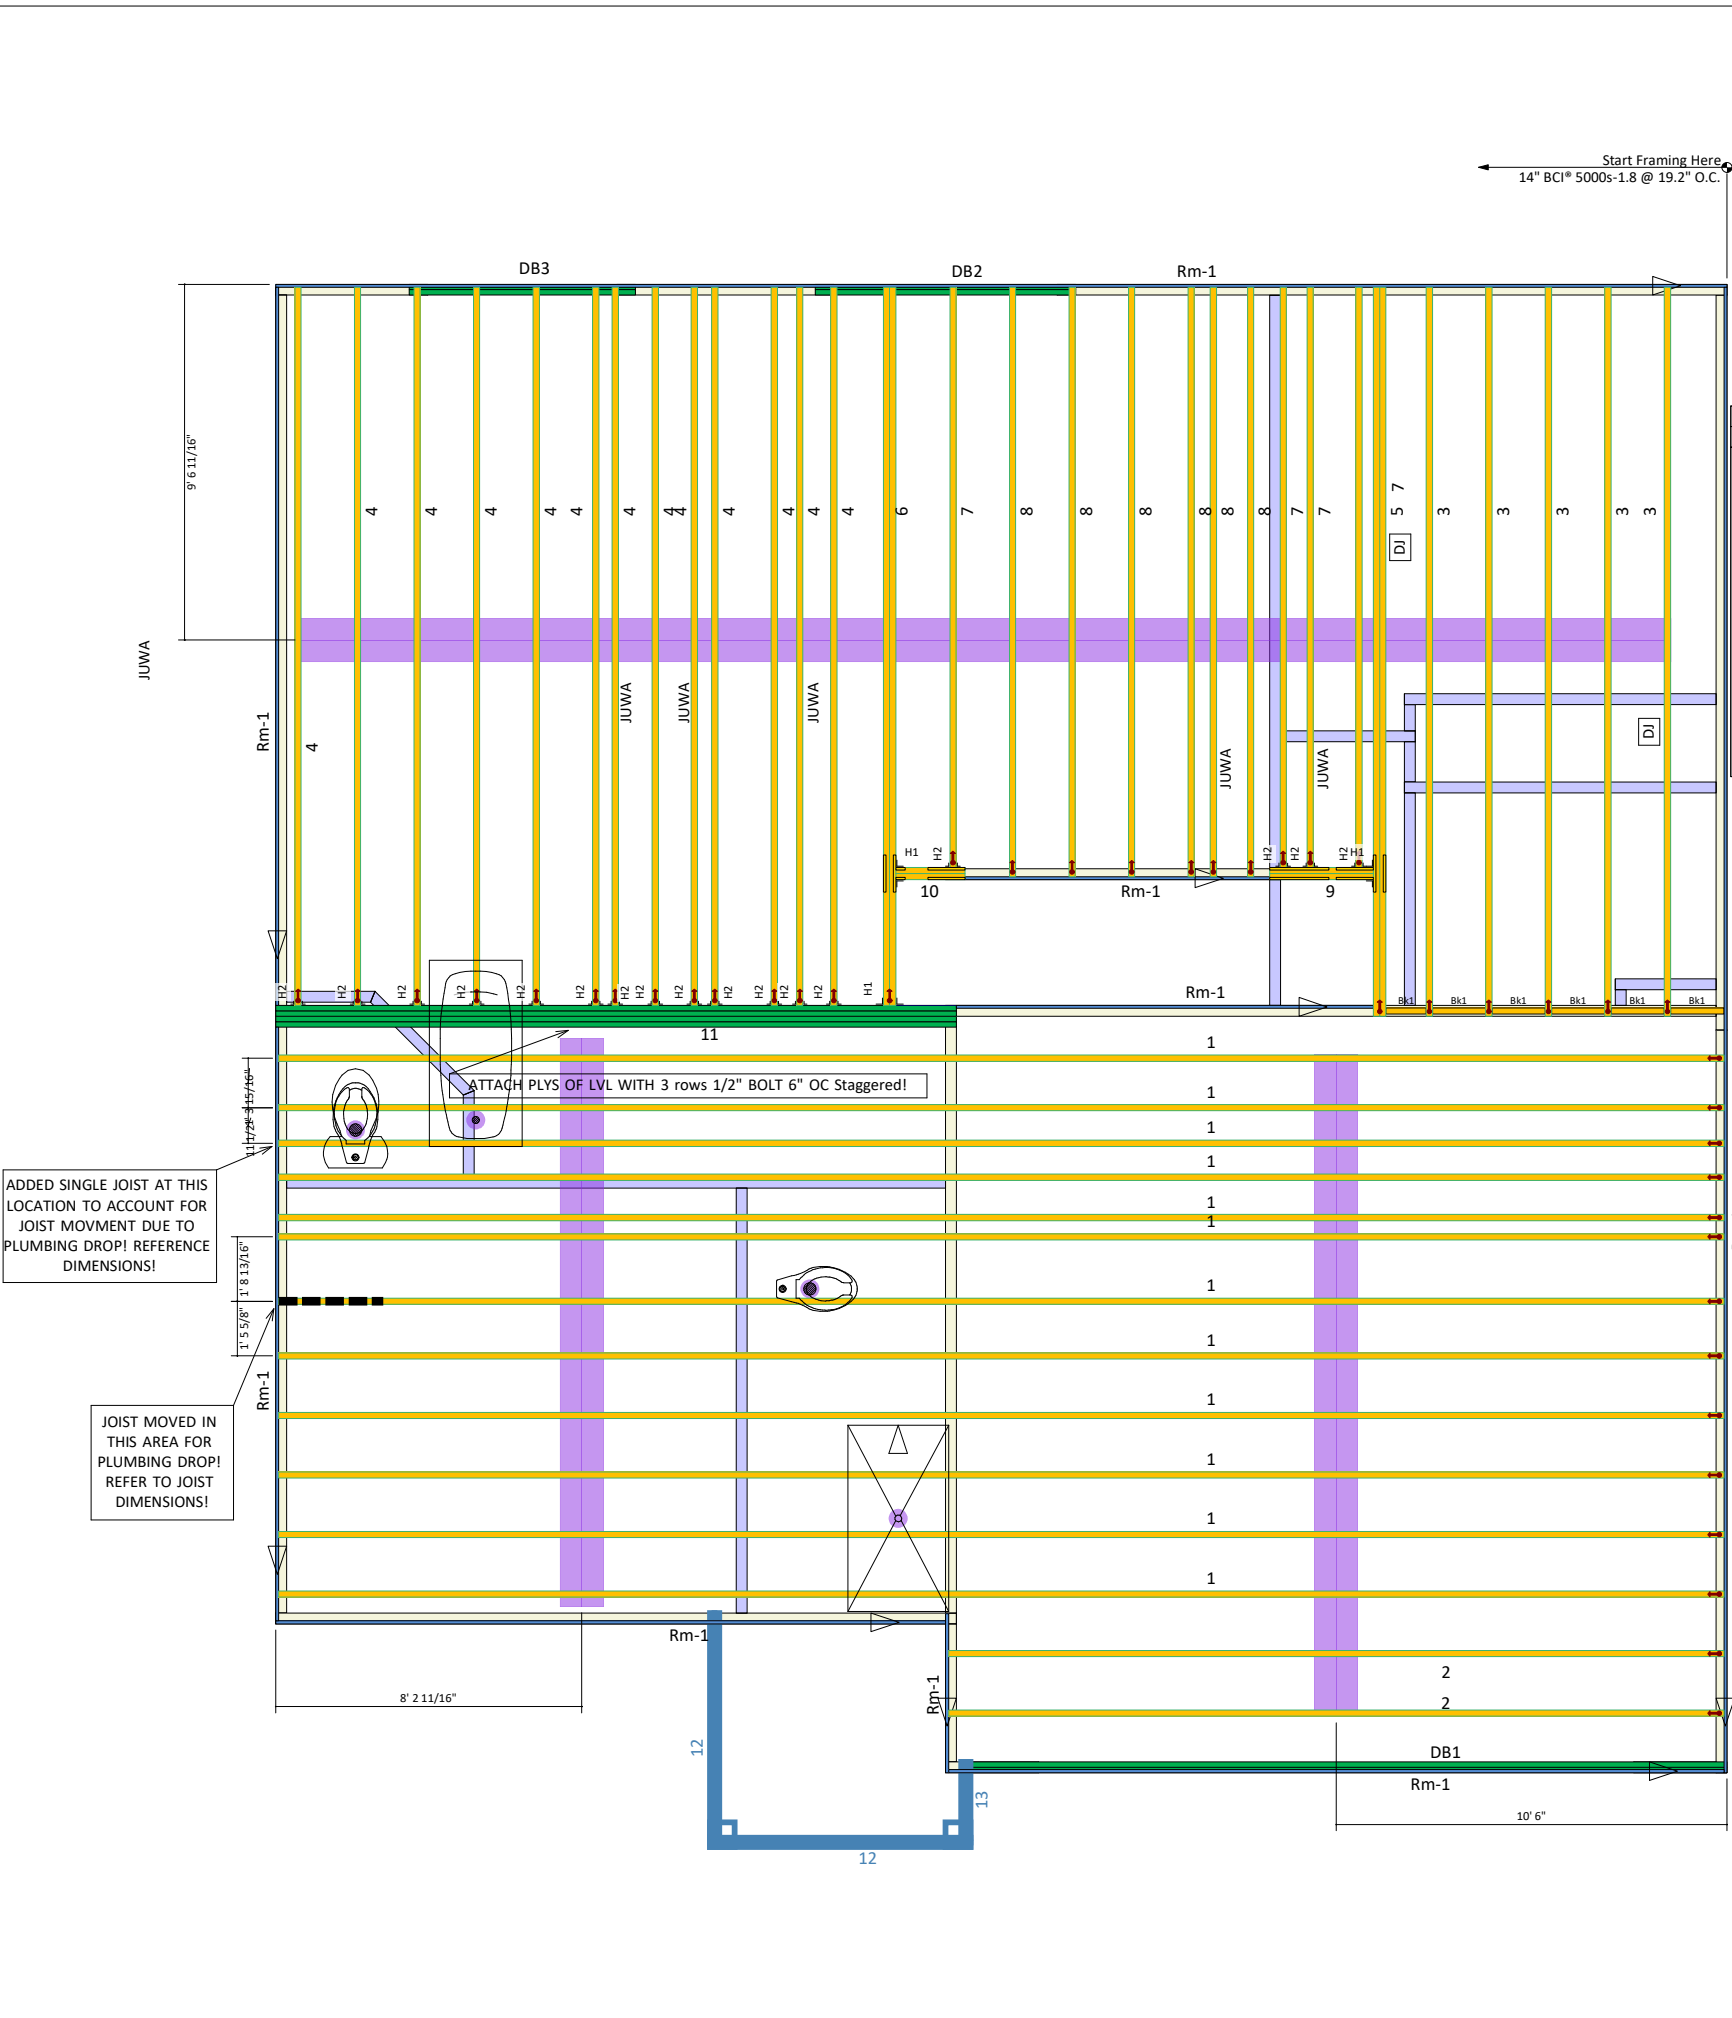 Start Framing Here
14" BCI® 5000s-1.8 @ 19.2" O.C.
DB3
DB2
Rm-1
9' 6 11/16"
JUWA
Rm-1
4
4
4
4
4
4
4
4
4
4
4
4
4
6
7
8
8
8
8
8
8
7
7
5
7
3
3
3
3
3
DJ
DJ
4
JUWA
JUWA
JUWA
JUWA
JUWA
H1
H2
H2
H2
H2
H1
10
Rm-1
9
H2
H2
H2
H2
H2
H2
H2
H2
H2
H2
H2
H2
H2
H1
Rm-1
Bk1
Bk1
Bk1
Bk1
Bk1
Bk1
11
ATTACH PLYS OF LVL WITH 3 rows 1/2" BOLT 6" OC Staggered!
1
1
1
1
1
1
1
1
1
1
1
1
11 1/2"
3 15/16"
ADDED SINGLE JOIST AT THIS
LOCATION TO ACCOUNT FOR
JOIST MOVMENT DUE TO
PLUMBING DROP! REFERENCE
DIMENSIONS!
1' 8 13/16"
1' 5 5/8"
Rm-1
JOIST MOVED IN
THIS AREA FOR
PLUMBING DROP!
REFER TO JOIST
DIMENSIONS!
Rm-1
8' 2 11/16"
Rm-1
2
2
DB1
Rm-1
12
13
12
10' 6"